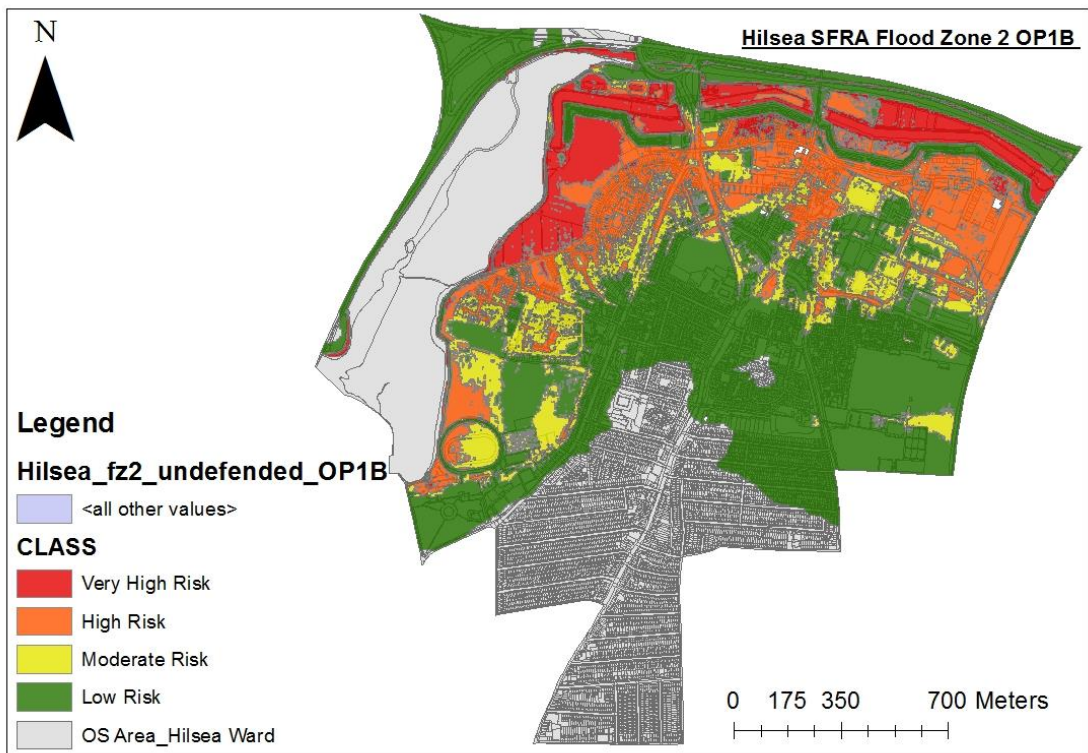 N
Hilsea SFRA Flood Zone 2 OP1B
Legend
Hilsea_fz2_undefended_OP1B
<all other values>
CLASS
Very High Risk
High Risk
Moderate Risk
Low Risk
OS Area_Hilsea Ward
0 175 350 700 Meters